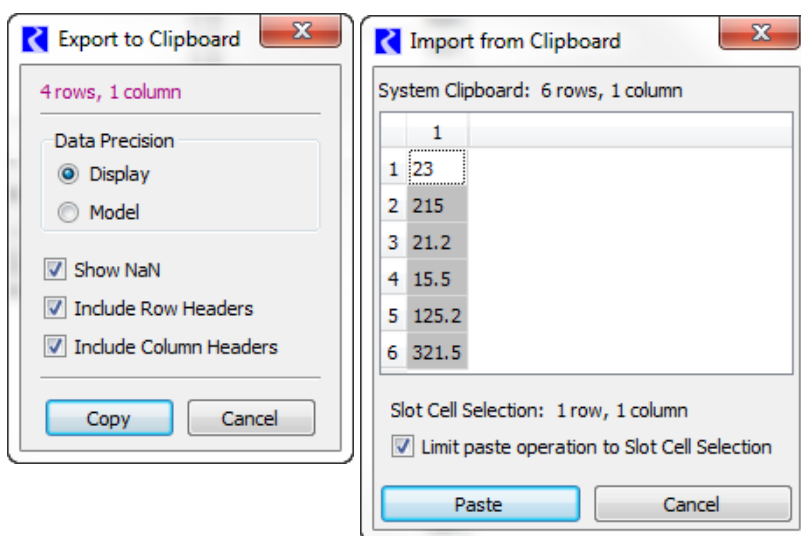 Export to Clipboard
4 rows, 1 column
Data Precision
Display
Model
Show NaN
Include Row Headers
Include Column Headers
Copy Cancel
Import from Clipboard
System Clipboard: 6 rows, 1 column
1
1 23
2 215
3 21.2
4 15.5
5 125.2
6 321.5
Slot Cell Selection: 1 row, 1 column
Limit paste operation to Slot Cell Selection
Paste Cancel